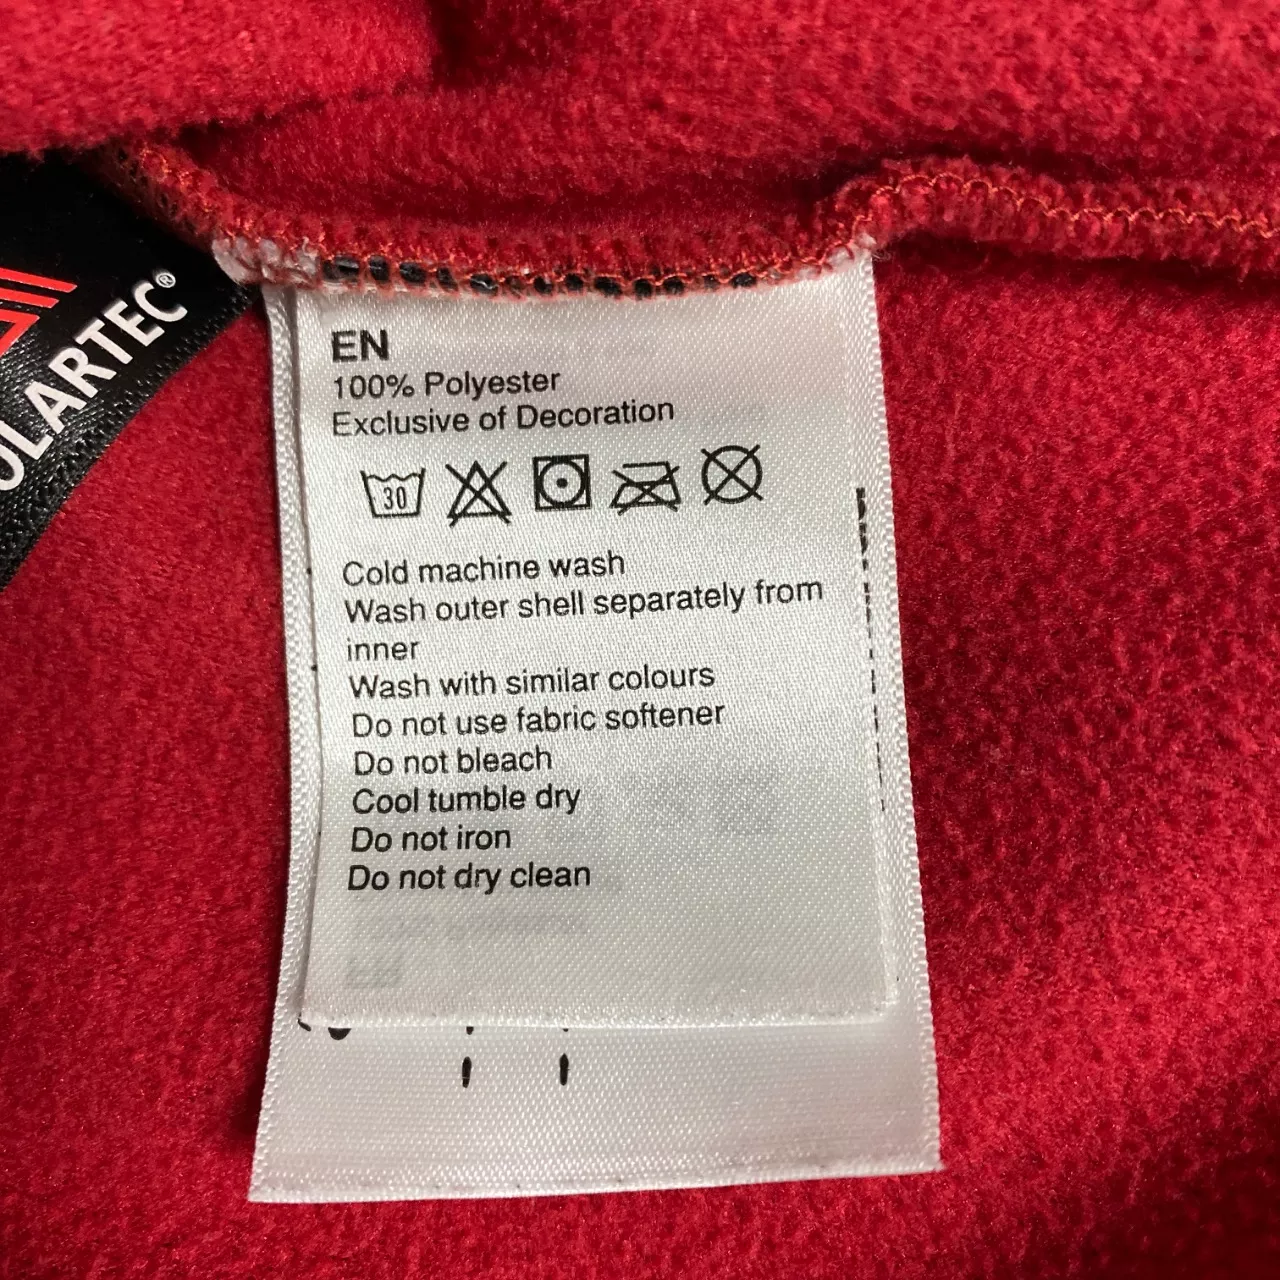 OLARTEC®
EN
100% Polyester
Exclusive of Decoration
30
Cold machine wash
Wash outer shell separately from
inner
Wash with similar colours
Do not use fabric softener
Do not bleach
Cool tumble dry
Do not iron
Do not dry clean